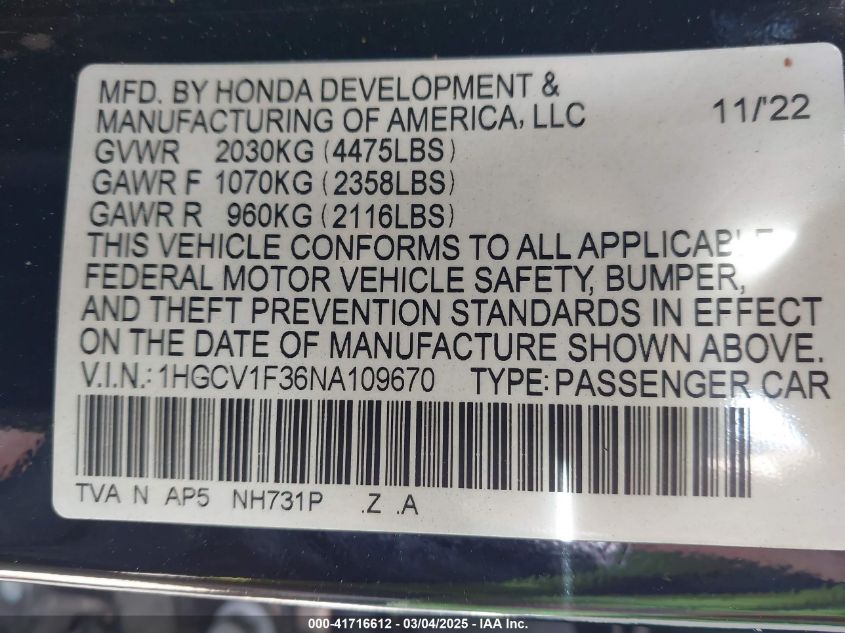 MFD. BY HONDA DEVELOPMENT &
MANUFACTURING OF AMERICA, LLC 11/'22
GVWR 2030KG (4475LBS)
GAWR F 1070KG (2358LBS)
GAWR R 960KG (2116LBS)
THIS VEHICLE CONFORMS TO ALL APPLICABLE
FEDERAL MOTOR VEHICLE SAFETY, BUMPER,
AND THEFT PREVENTION STANDARDS IN EFFECT
ON THE DATE OF MANUFACTURE SHOWN ABOVE.
V.I.N.: 1HGCV1F36NA109670 TYPE: PASSENGER CAR
TVA N AP5 NH731P .Z .A
000-41716612 - 03/04/2025 - IAA Inc.